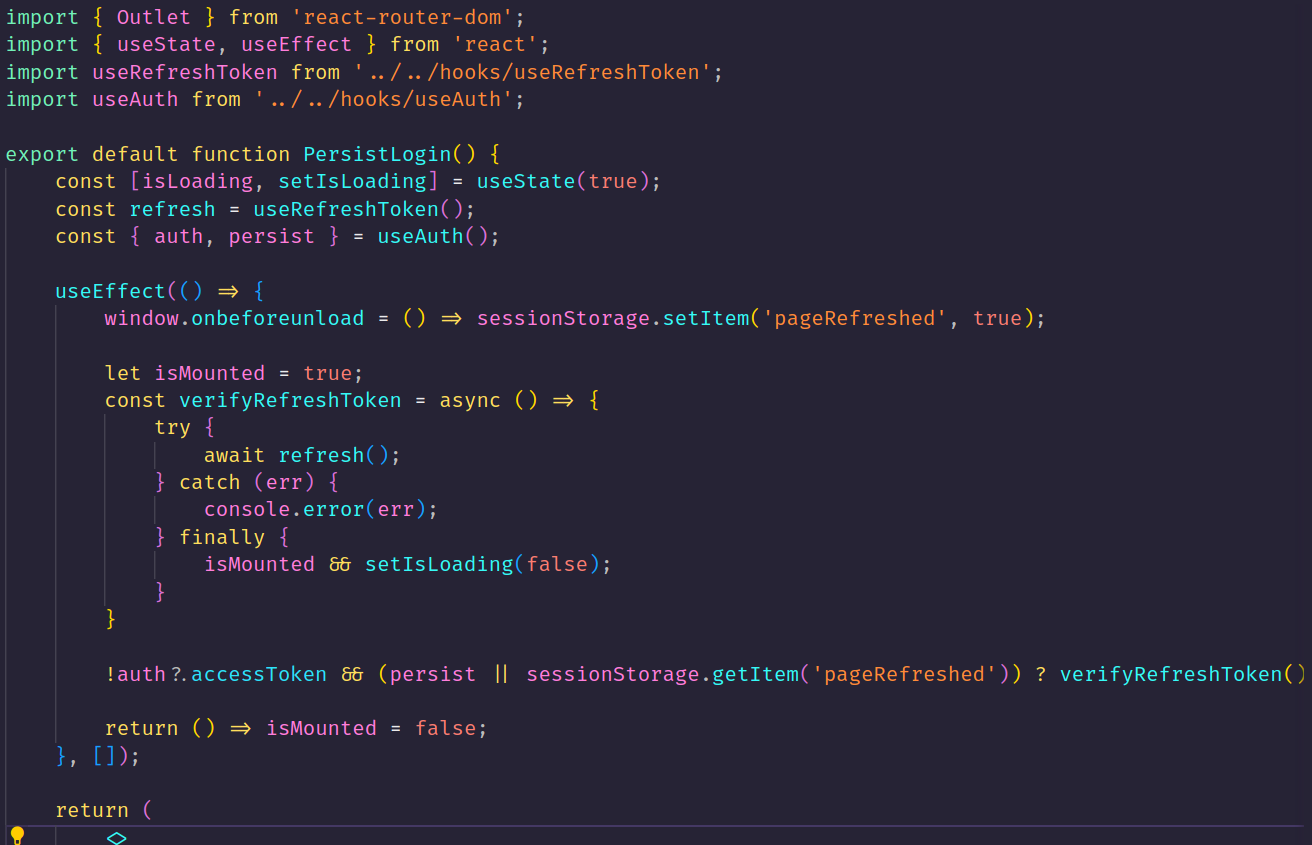 import { Outlet } from 'react-router-dom';
import { useState, useEffect } from 'react';
import useRefreshToken from '../../hooks/useRefreshToken';
import useAuth from '../../hooks/useAuth';

export default function PersistLogin() {
    const [isLoading, setIsLoading] = useState(true);
    const refresh = useRefreshToken();
    const { auth, persist } = useAuth();

    useEffect(() => {
        window.onbeforeunload = () => sessionStorage.setItem('pageRefreshed', true);

        let isMounted = true;
        const verifyRefreshToken = async () => {
            try {
                await refresh();
            } catch (err) {
                console.error(err);
            } finally {
                isMounted && setIsLoading(false);
            }
        }

        !auth?.accessToken && (persist || sessionStorage.getItem('pageRefreshed')) ? verifyRefreshToken()

        return () => isMounted = false;
    }, []);

    return (
        <>